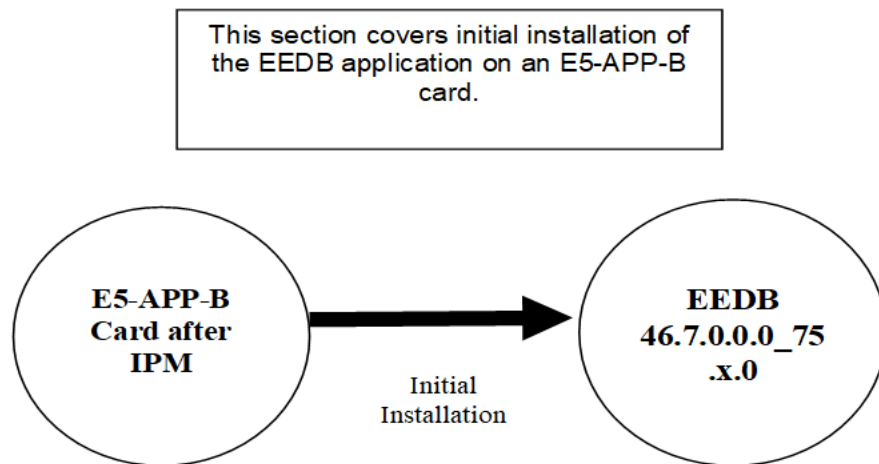 This section covers initial installation of
the EEDB application on an E5-APP-B
card.
E5-APP-B
Card after
IPM
Initial
Installation
EEDB
46.7.0.0.0_75
.x.0